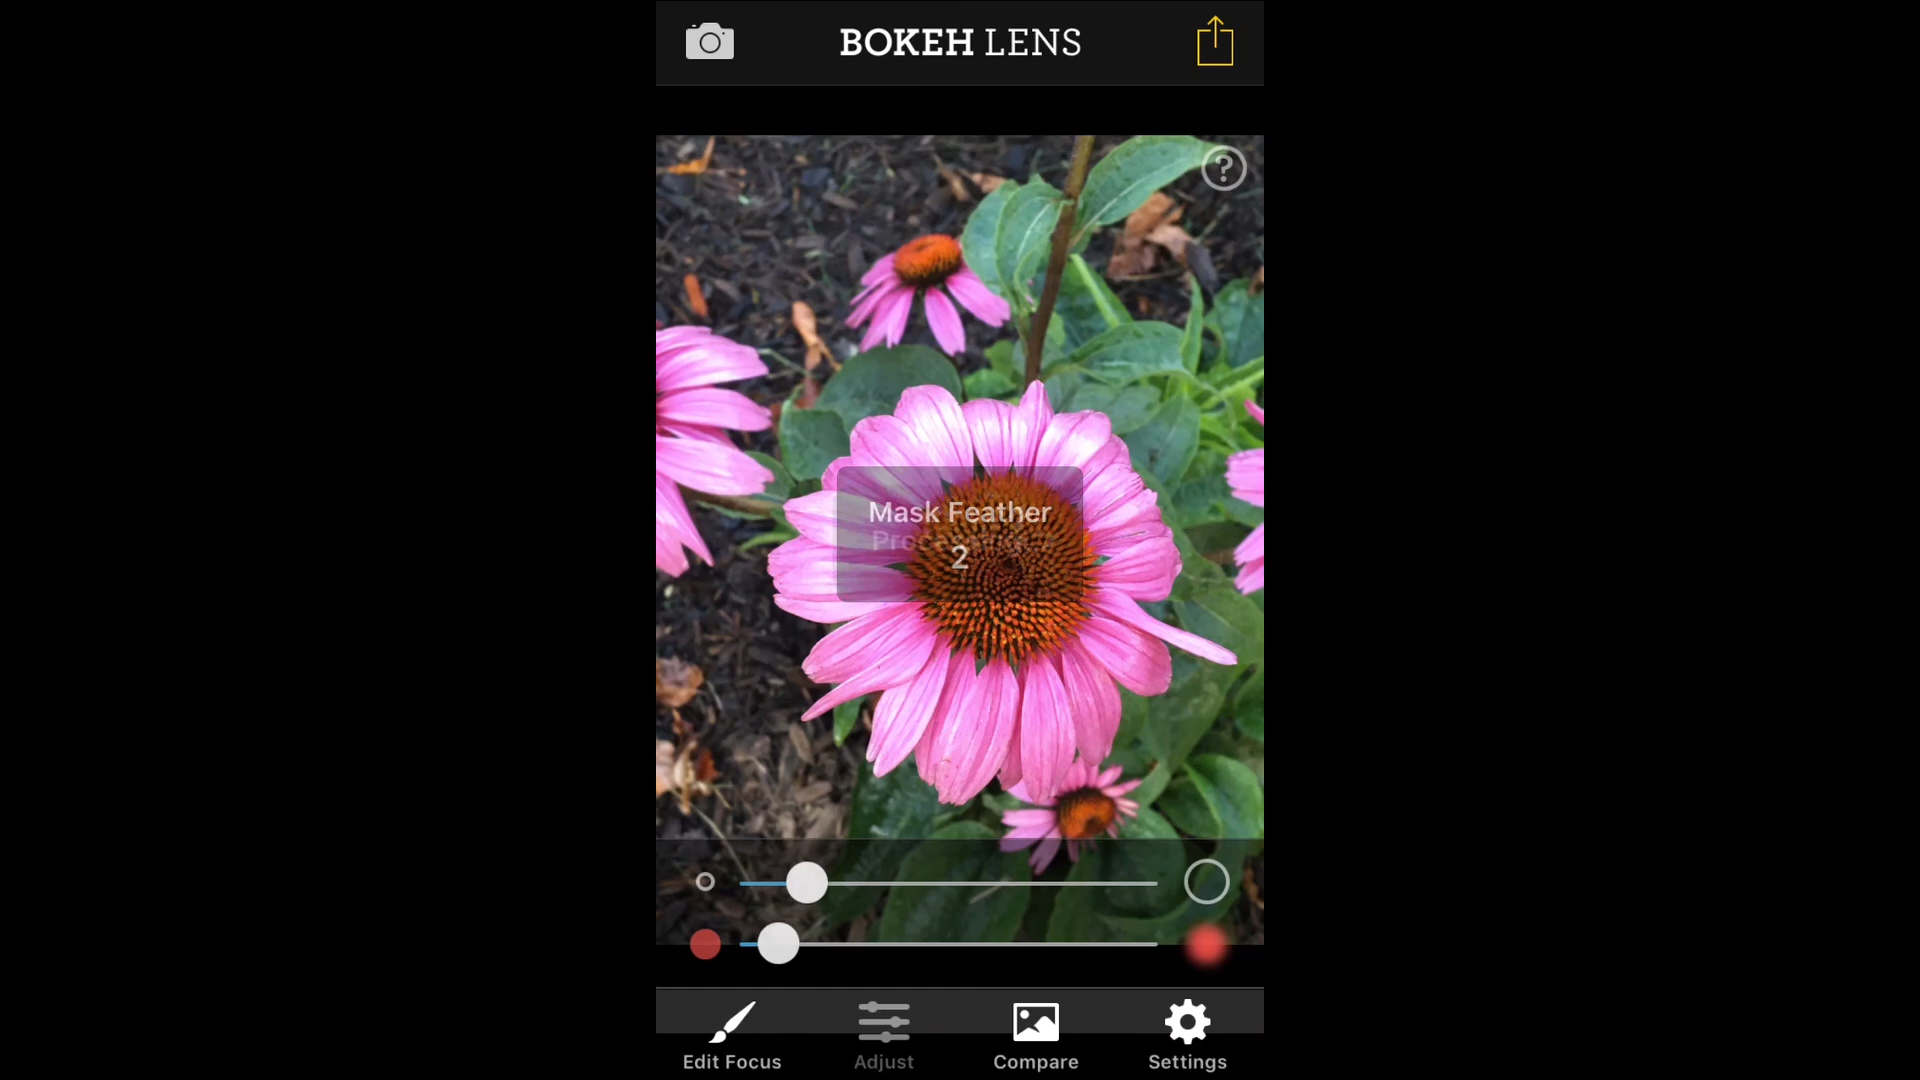 BOKEH LENS
?
Mask Feather
2
Edit Focus
Adjust
Compare
Settings